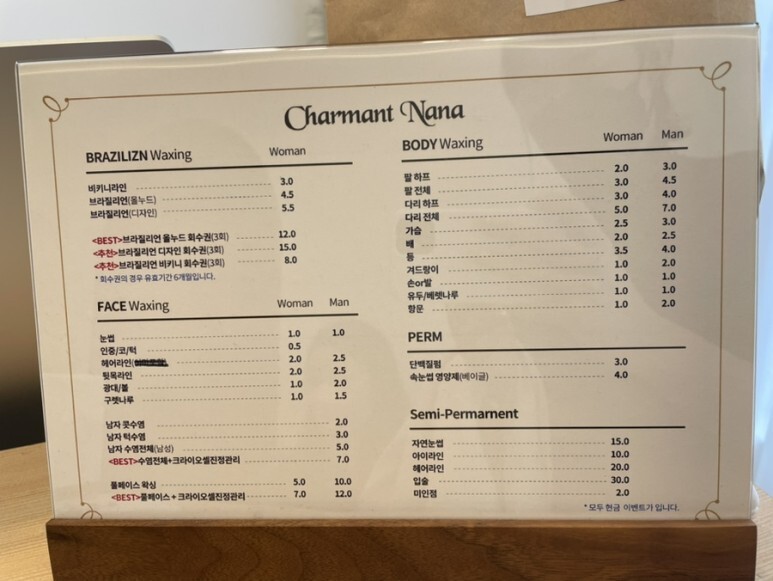 Charmant Nana
BRAZILIZN Waxing Woman
비키니라인 3.0
브라질리언(올누드) 4.5
브라질리언(디자인) 5.5
<BEST>브라질리언 올누드 회수권(3회) 12.0
<추천>브라질리언 디자인 회수권(3회) 15.0
<추천>브라질리언 비키니 회수권(3회) 8.0
* 회수권의 경우 유효기간 6개월입니다.
FACE Waxing Woman Man
눈썹 1.0 1.0
인중/코/턱 0.5
헤어라인 2.0 2.5
뒷목라인 2.0 2.5
광대/볼 1.0 2.0
구렛나루 1.0 1.5
남자 콧수염 2.0
남자 턱수염 3.0
남자 수염전체(남성) 5.0
<BEST>수염전체+크라이오셀진정관리 7.0
풀페이스 왁싱 5.0 10.0
<BEST>풀페이스 + 크라이오셀진정관리 7.0 12.0
BODY Waxing Woman Man
팔 하프 2.0 3.0
팔 전체 3.0 4.5
다리 하프 3.0 4.0
다리 전체 5.0 7.0
가슴 2.5 3.0
배 2.0 2.5
등 3.5 4.0
겨드랑이 1.0 2.0
손or발 1.0 1.0
유두/베렛나루 1.0 1.0
항문 1.0 2.0
PERM
단백질펌 3.0
속눈썹 영양제(베이글) 4.0
Semi-Permarnent
자연눈썹 15.0
아이라인 10.0
헤어라인 20.0
입술 30.0
미인점 2.0
* 모두 현금 이벤트가 입니다.